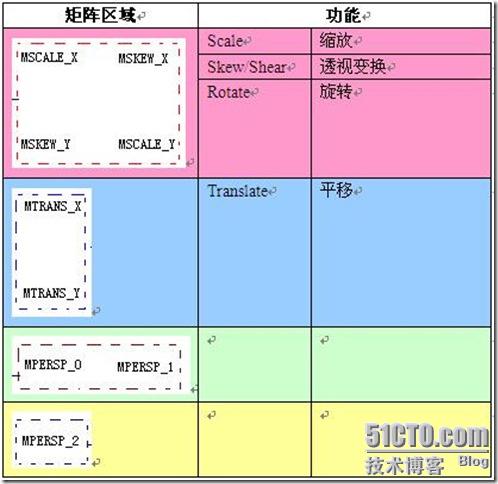 矩阵区域 功能
MSCALE_X MSKEW_X
MSKEW_Y MSCALE_Y
Scale 缩放
Skew/Shear 透视变换
Rotate 旋转
MTRANS_X
MTRANS_Y
Translate 平移
MPERSP_0 MPERSP_1
MPERSP_2
51CTO.com
技术博客 Blog